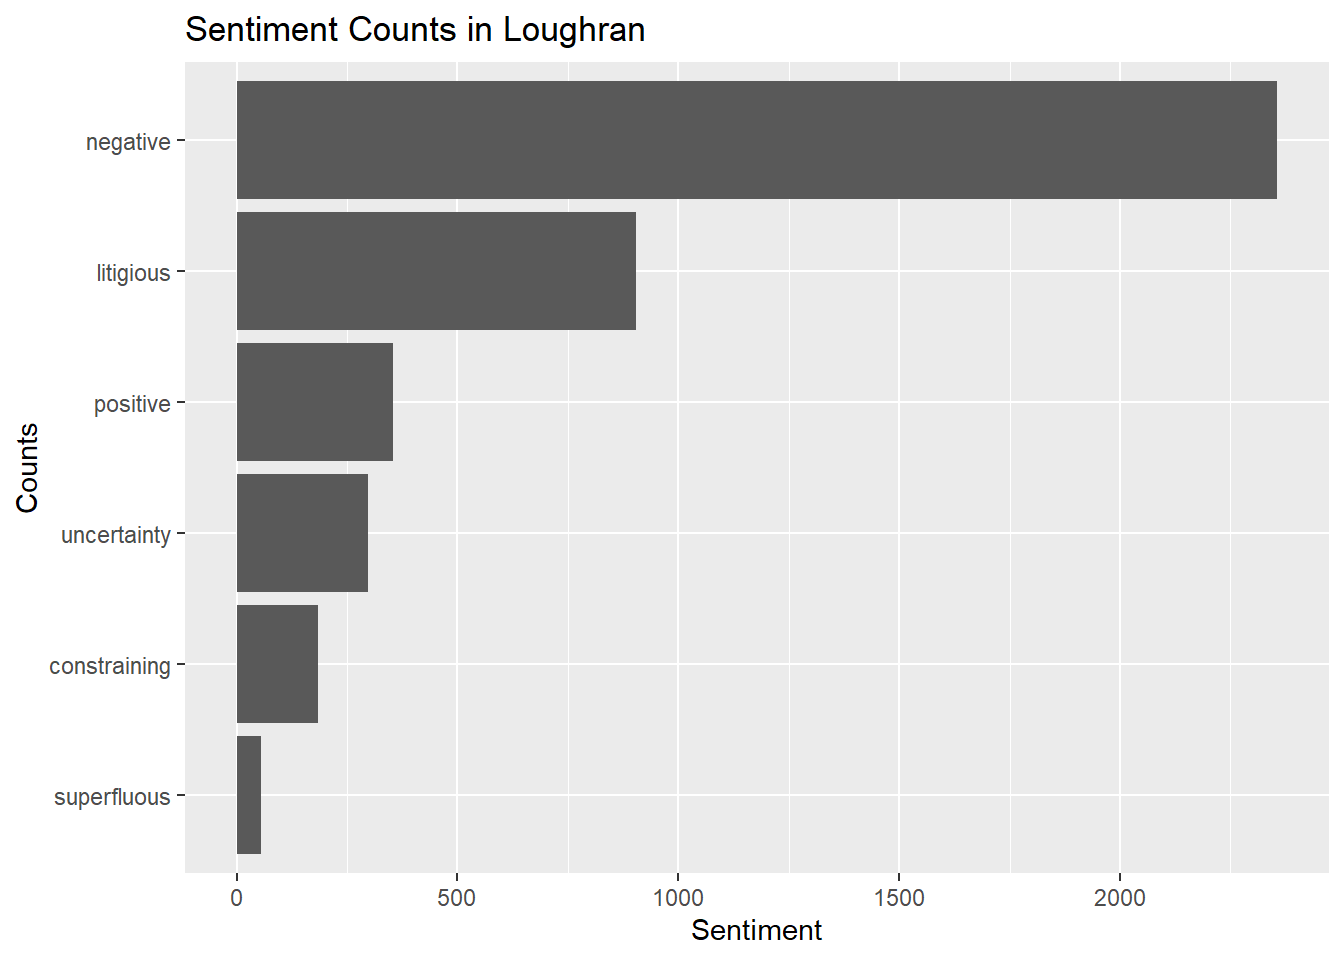 Sentiment Counts in Loughran
negative
litigious
positive
uncertainty
constraining
superfluous
Counts
0 500 1000 1500 2000
Sentiment